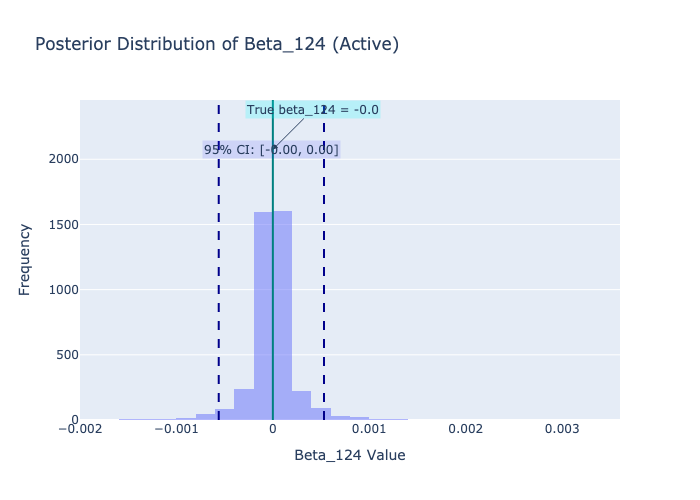 Posterior Distribution of Beta_124 (Active)
True beta_124 = -0.0
95% CI: [-0.00, 0.00]
2000
1500
1000
500
0
Frequency
−0.002
−0.001
0
0.001
0.002
0.003
Beta_124 Value